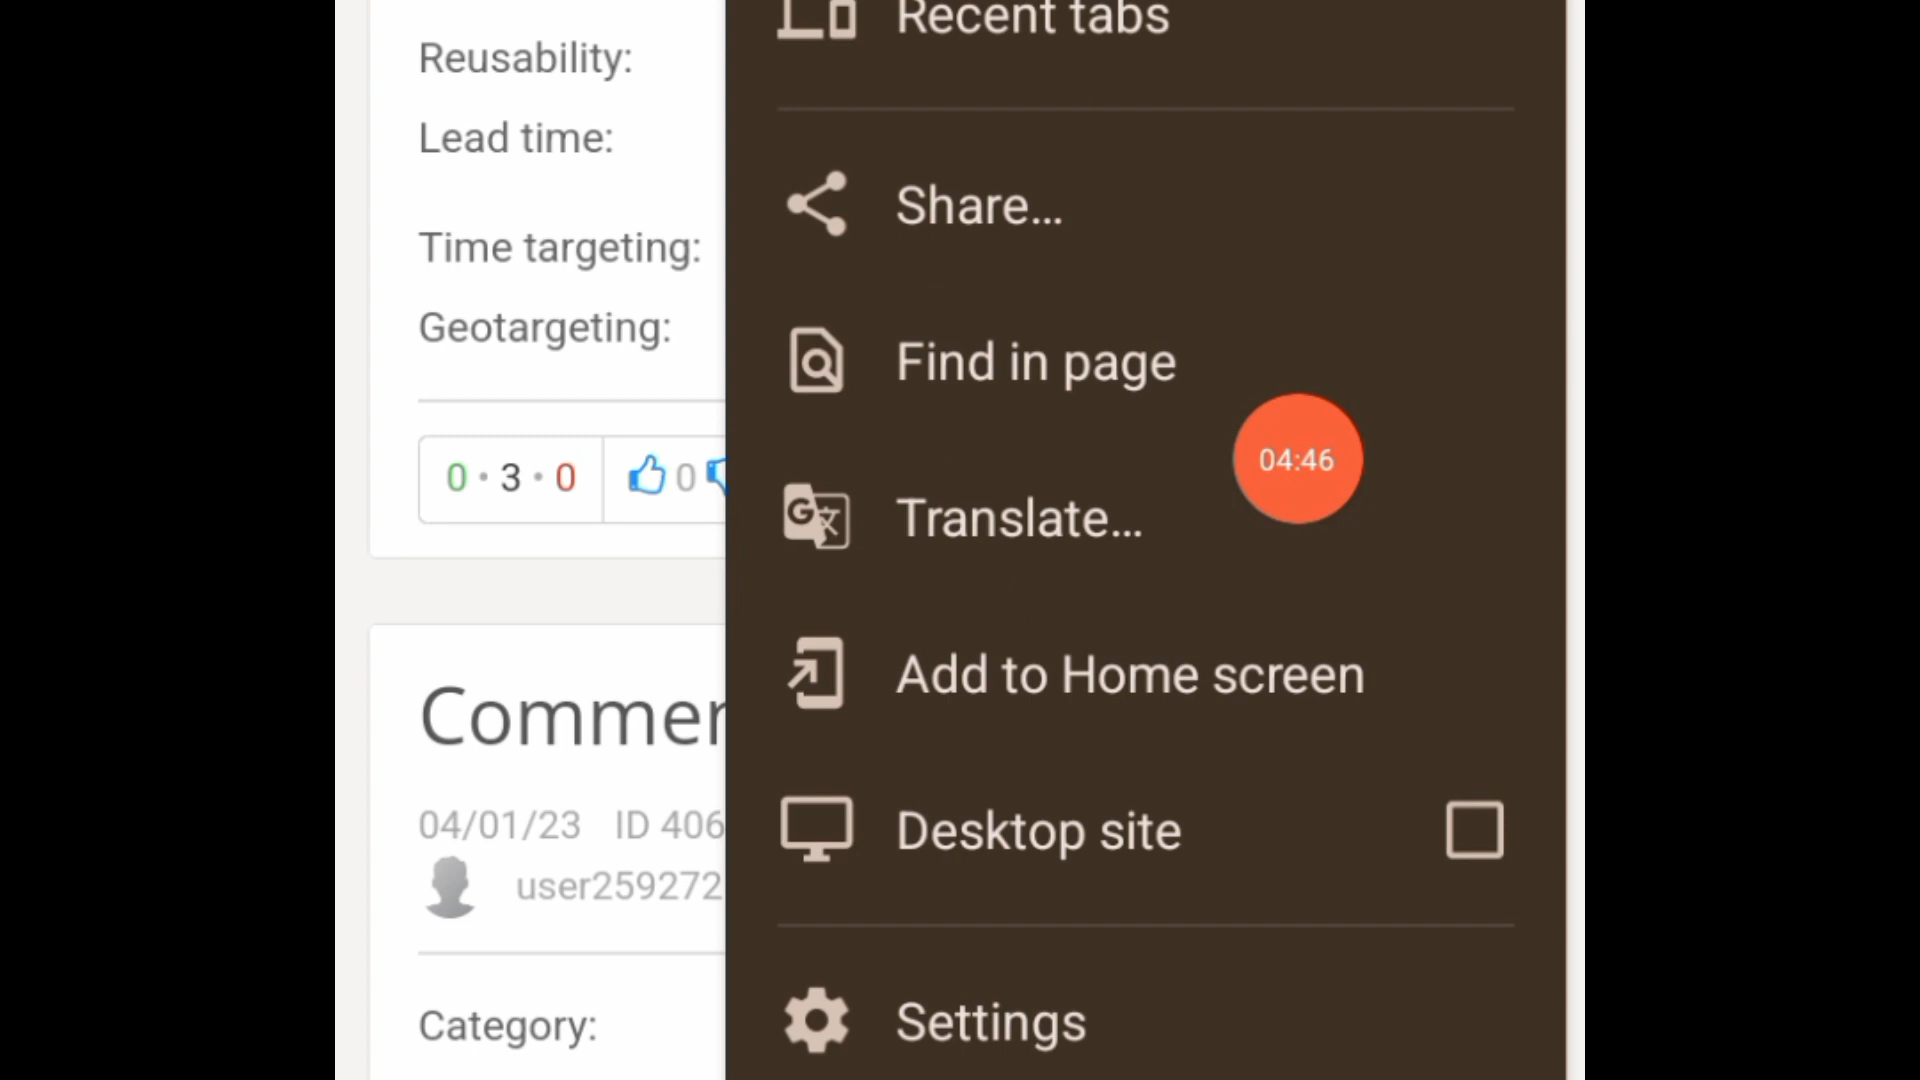 Reusability:
Lead time:
Time targeting:
Geotargeting:
0 • 3 • 0
0
04/01/23 ID 406
user259272
Category:
Recent tabs
Share...
Find in page
04:46
Translate...
Add to Home screen
Desktop site
Settings